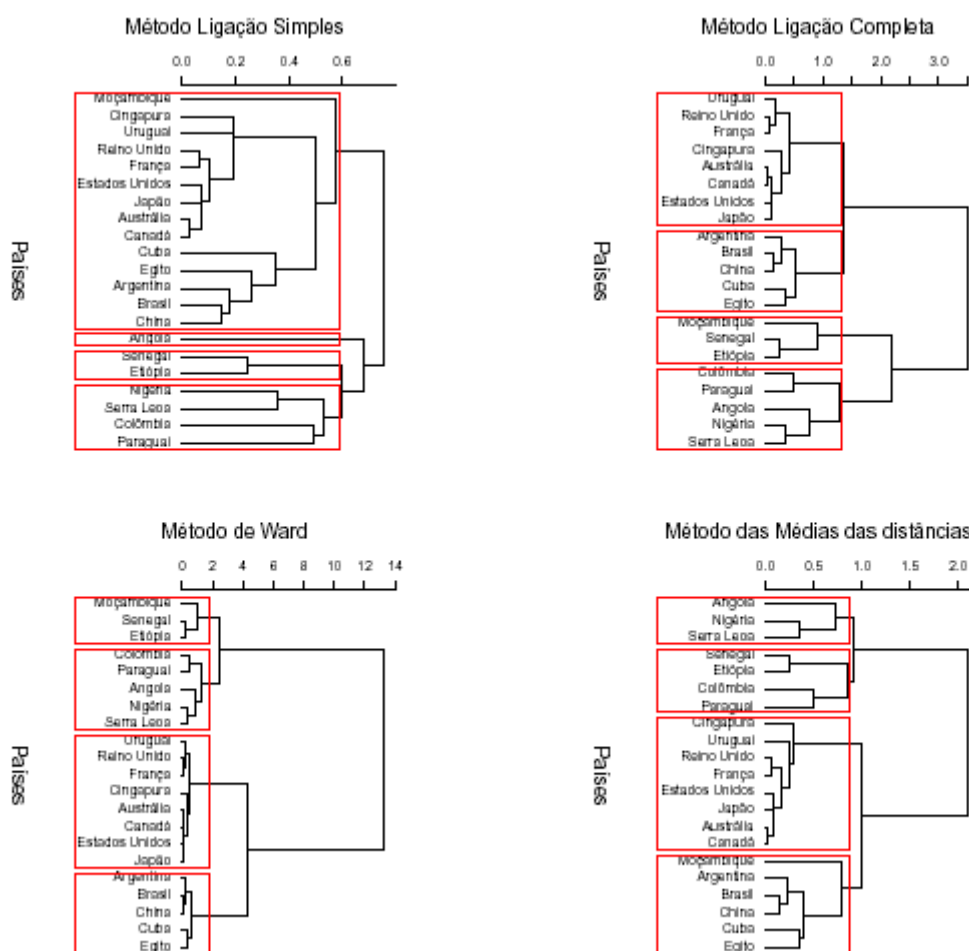 Método Ligação Simples
0.0 0.2 0.4 0.6
Países
Moçambique
Cingapura
Uruguai
Reino Unido
França
Estados Unidos
Japão
Austrália
Canadá
Cuba
Egito
Argentina
Brasil
China
Angola
Senegal
Etiópia
Nigéria
Serra Leoa
Colômbia
Paraguai
Método Ligação Completa
0.0 1.0 2.0 3.0
Países
Uruguai
Reino Unido
França
Cingapura
Austrália
Canadá
Estados Unidos
Japão
Argentina
Brasil
China
Cuba
Egito
Moçambique
Senegal
Etiópia
Colômbia
Paraguai
Angola
Nigéria
Serra Leoa
Método de Ward
0 2 4 6 8 10 12 14
Países
Moçambique
Senegal
Etiópia
Colômbia
Paraguai
Angola
Nigéria
Serra Leoa
Uruguai
Reino Unido
França
Cingapura
Austrália
Canadá
Estados Unidos
Japão
Argentina
Brasil
China
Cuba
Egito
Método das Médias das distâncias
0.0 0.5 1.0 1.5 2.0
Países
Angola
Nigéria
Serra Leoa
Senegal
Etiópia
Colômbia
Paraguai
Cingapura
Uruguai
Reino Unido
França
Estados Unidos
Japão
Austrália
Canadá
Moçambique
Argentina
Brasil
China
Cuba
Egito